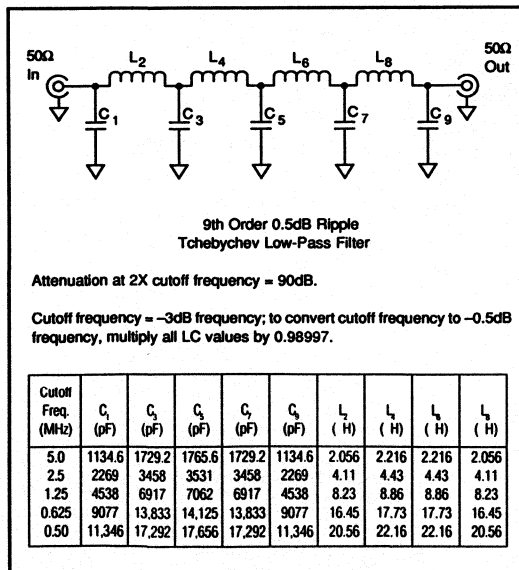 50Ω
In
L2
L4
L6
L8
50Ω
Out
C1
C3
C5
C7
C9
9th Order 0.5dB Ripple
Tchebychev Low-Pass Filter
Attenuation at 2X cutoff frequency = 90dB.
Cutoff frequency = –3dB frequency; to convert cutoff frequency to –0.5dB
frequency, multiply all LC values by 0.98997.
Cutoff Freq. (MHz) C1 (pF) C3 (pF) C5 (pF) C7 (pF) C9 (pF) L2 ( H) L4 ( H) L6 ( H) L8 ( H)
5.0 1134.6 1729.2 1765.6 1729.2 1134.6 2.056 2.216 2.216 2.056
2.5 2269 3458 3531 3458 2269 4.11 4.43 4.43 4.11
1.25 4538 6917 7062 6917 4538 8.23 8.86 8.86 8.23
0.625 9077 13,833 14,125 13,833 9077 16.45 17.73 17.73 16.45
0.50 11,346 17,292 17,656 17,292 11,346 20.56 22.16 22.16 20.56